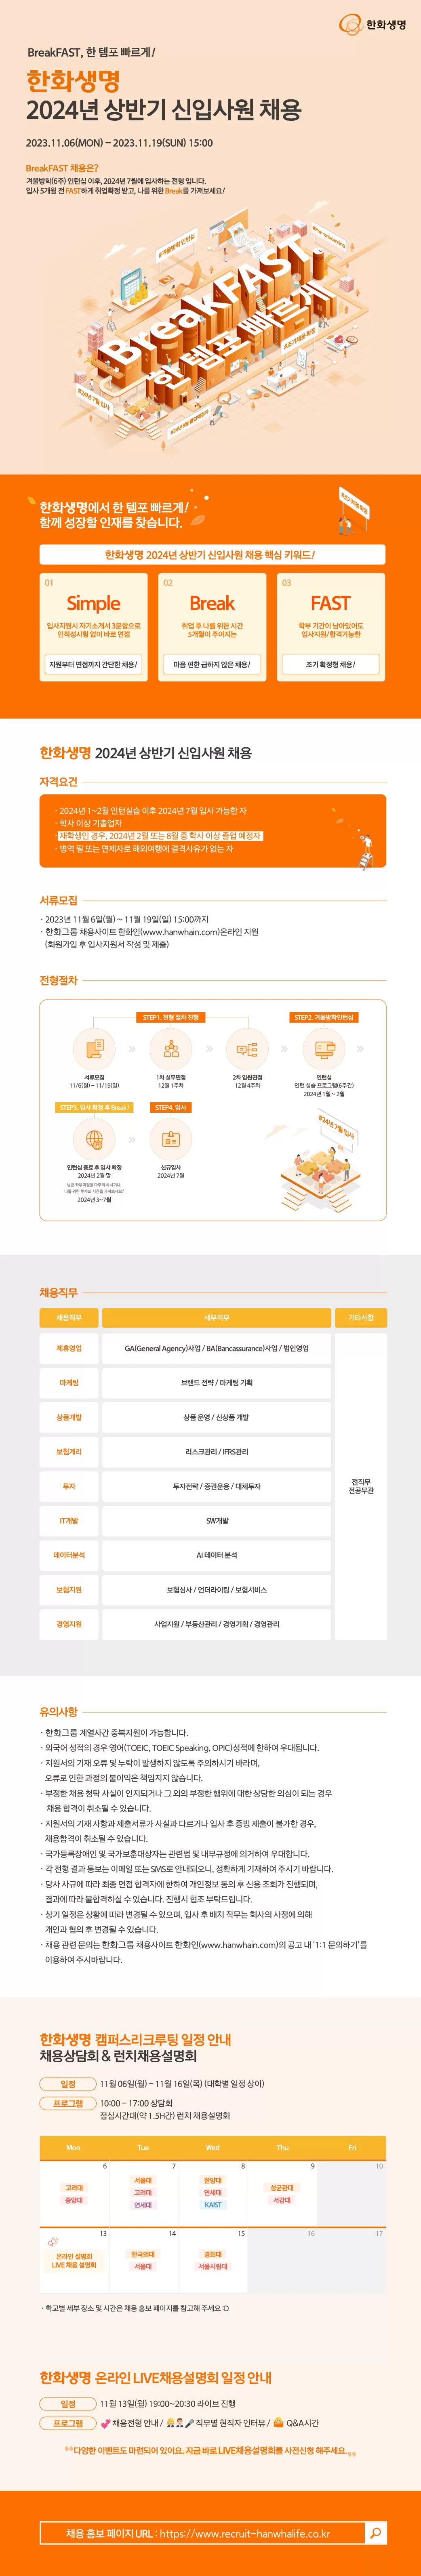 한화생명
BreakFAST, 한 템포 빠르게!
한화생명
2024년 상반기 신입사원 채용
2023.11.06(MON) – 2023.11.19(SUN) 15:00
BreakFAST 채용은?
겨울방학(6주) 인턴십 이후, 2024년 7월에 입사하는 전형 입니다.
입사 5개월 전 FAST하게 취업확정 받고, 나를 위한 Break를 가져보세요!
#겨울방학 인턴십
BreakFAST
한 템포 빠르게
#조기채용 확정
#24년 7월 입사
한화생명에서 한 템포 빠르게!
함께 성장할 인재를 찾습니다.
#조기채용 확정
한화생명 2024년 상반기 신입사원 채용 핵심 키워드!
01
Simple
입사지원시 자기소개서 3문항으로
인적성시험 없이 바로 면접
지원부터 면접까지 간단한 채용!
02
Break
취업 후 나를 위한 시간
5개월이 주어지는
마음 편한 급하지 않은 채용!
03
FAST
학부 기간이 남아있어도
입사지원/합격가능한
조기 확정형 채용!
한화생명 2024년 상반기 신입사원 채용
자격요건
· 2024년 1~2월 인턴실습 이후 2024년 7월 입사 가능한 자
· 학사 이상 기졸업자
· 재학생인 경우, 2024년 2월 또는 8월 중 학사 이상 졸업 예정자
· 병역 필 또는 면제자로 해외여행에 결격사유가 없는 자
서류모집
· 2023년 11월 6일(월) ~ 11월 19일(일) 15:00까지
· 한화그룹 채용사이트 한화인(www.hanwhain.com)온라인 지원
(회원가입 후 입사지원서 작성 및 제출)
전형절차
STEP1. 전형 절차 진행
STEP2. 겨울방학인턴십
서류모집
11/6(월) ~ 11/19(일)
1차 실무면접
12월 1주차
2차 임원면접
12월 4주차
인턴십
인턴 실습 프로그램(6주간)
2024년 1월 ~ 2월
STEP3. 입사 확정 후 Break!
STEP4. 입사
인턴십 종료 후 입사 확정
2024년 2월 말
나를 위한 투자의 시간을 가져보세요!
2024년 3~7월
신규입사
2024년 7월
#24년 7월 입사
채용직무
채용직무 세부직무 기타사항
제휴영업 GA(General Agency)사업 / BA(Bancassurance)사업 / 법인영업
마케팅 브랜드 전략 / 마케팅 기획
상품개발 상품 운영 / 신상품 개발
보험계리 리스크관리 / IFRS관리
투자 투자전략 / 증권운용 / 대체투자
전직무
전공무관
IT개발 SW개발
데이터분석 AI 데이터 분석
보험지원 보험심사 / 언더라이팅 / 보험서비스
경영지원 사업지원 / 부동산관리 / 경영기획 / 경영관리
유의사항
· 한화그룹 계열사간 중복지원이 가능합니다.
· 외국어 성적의 경우 영어(TOEIC, TOEIC Speaking, OPIC)성적에 한하여 우대됩니다.
· 지원서의 기재 오류 및 누락이 발생하지 않도록 주의하시기 바라며,
오류로 인한 과정의 불이익은 책임지지 않습니다.
· 부정한 채용 청탁 사실이 인지되거나 그 외의 부정한 행위에 대한 상당한 의심이 되는 경우
채용 합격이 취소될 수 있습니다.
· 지원서의 기재 사항과 제출서류가 사실과 다르거나 입사 후 증빙 제출이 불가한 경우,
채용합격이 취소될 수 있습니다.
· 국가등록장애인 및 국가보훈대상자는 관련법 및 내부규정에 의거하여 우대합니다.
· 각 전형 결과 통보는 이메일 또는 SMS로 안내되오니, 정확하게 기재하여 주시기 바랍니다.
· 당사 사규에 따라 최종 면접 합격자에 한하여 개인정보 동의 후 신용 조회가 진행되며,
결과에 따라 불합격하실 수 있습니다. 진행시 협조 부탁드립니다.
· 상기 일정은 상황에 따라 변경될 수 있으며, 입사 후 배치 직무는 회사의 사정에 의해
개인과 협의 후 변경될 수 있습니다.
· 채용 관련 문의는 한화그룹 채용사이트 한화인(www.hanwhain.com)의 공고 내 '1:1 문의하기'를
이용하여 주시바랍니다.
한화생명 캠퍼스리크루팅 일정 안내
채용상담회 & 런치채용설명회
일정 11월 06일(월) – 11월 16일(목) (대학별 일정 상이)
프로그램 10:00 – 17:00 상담회
점심시간대(약 1.5H간) 런치 채용설명회
Mon Tue Wed Thu Fri
6 7 8 9 10
고려대
중앙대
서울대
고려대
연세대
한양대
연세대
KAIST
성균관대
서강대
13 14 15 16 17
온라인 설명회
LIVE 채용 설명회
한국외대
서울대
경희대
서울시립대
· 학교별 세부 장소 및 시간은 채용 홍보 페이지를 참고해 주세요 :D
한화생명 온라인 LIVE채용설명회 일정 안내
일정 11월 13일(월) 19:00~20:30 라이브 진행
프로그램 💕 채용전형 안내 / 직무별 현직자 인터뷰 / Q&A시간
“다양한 이벤트도 마련되어 있어요. 지금 바로 LIVE채용설명회를 사전신청 해주세요.”
채용 홍보 페이지 URL : https://www.recruit-hanwhalife.co.kr